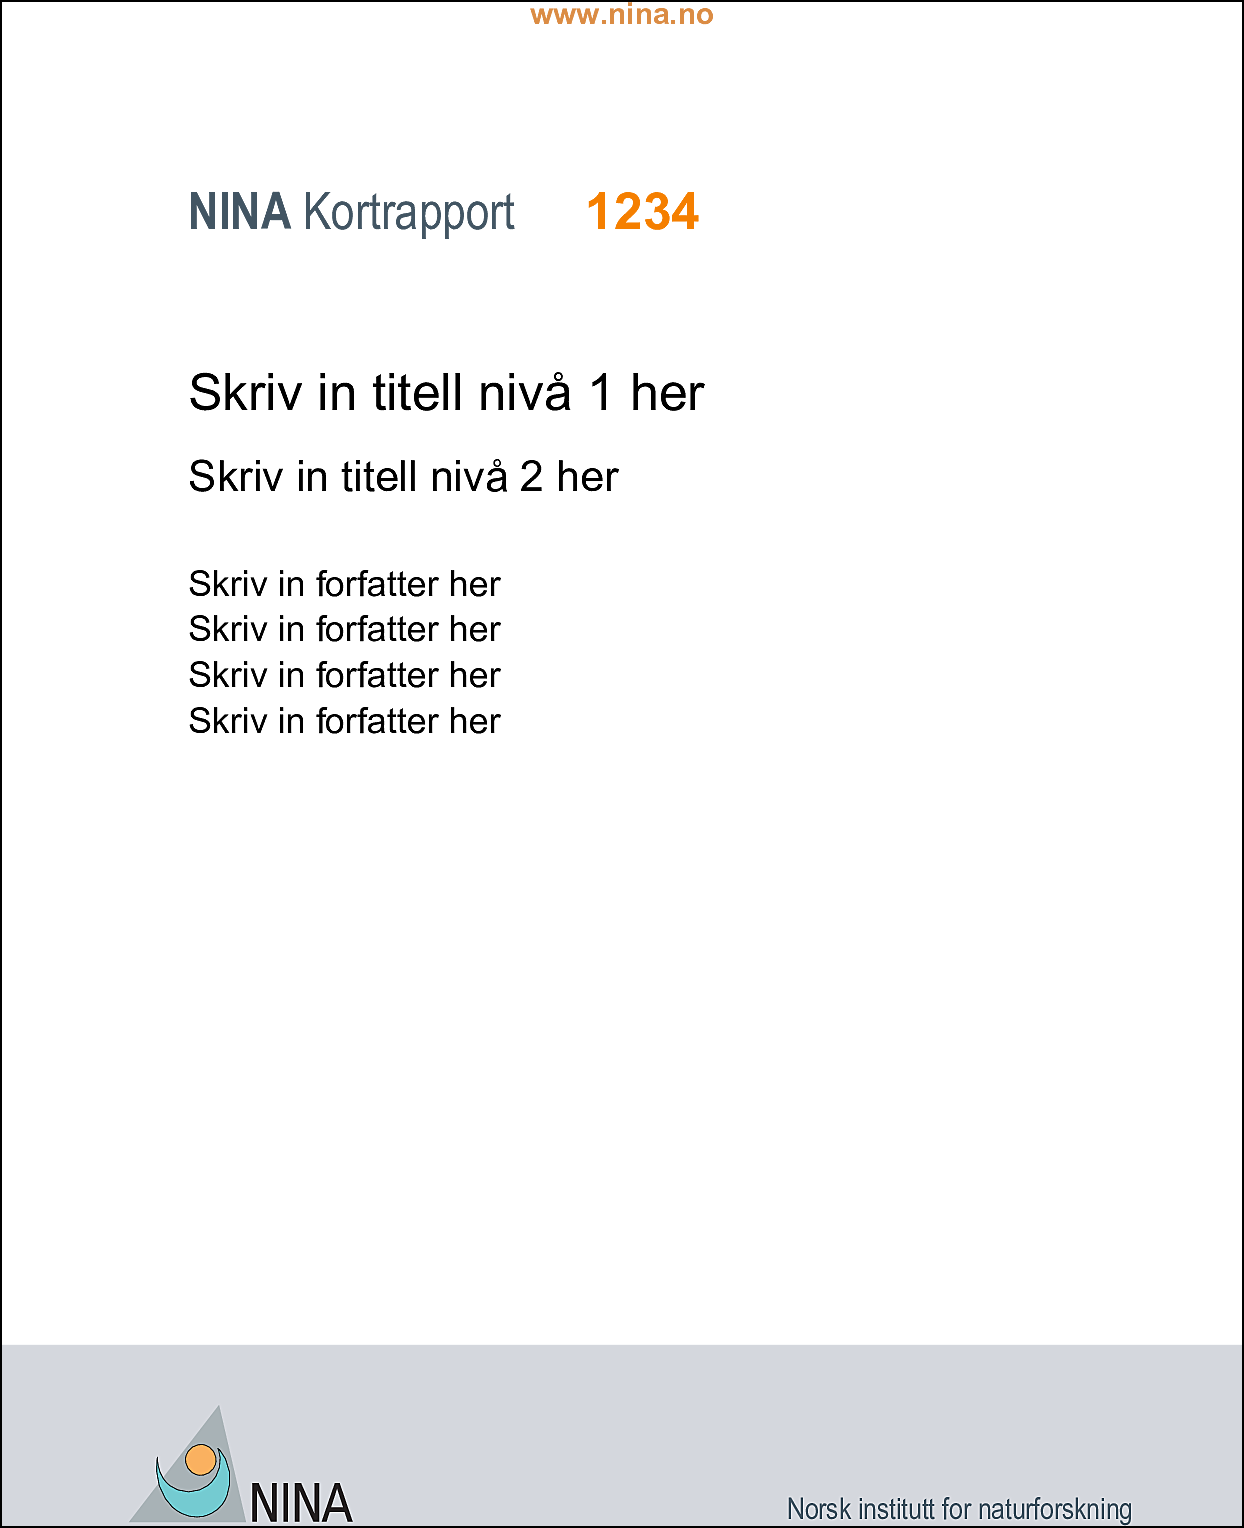 www.nina.no
NINA Kortrapport 1234
Skriv in titell nivå 1 her
Skriv in titell nivå 2 her
Skriv in forfatter her
Skriv in forfatter her
Skriv in forfatter her
Skriv in forfatter her
NINA
Norsk institutt for naturforskning